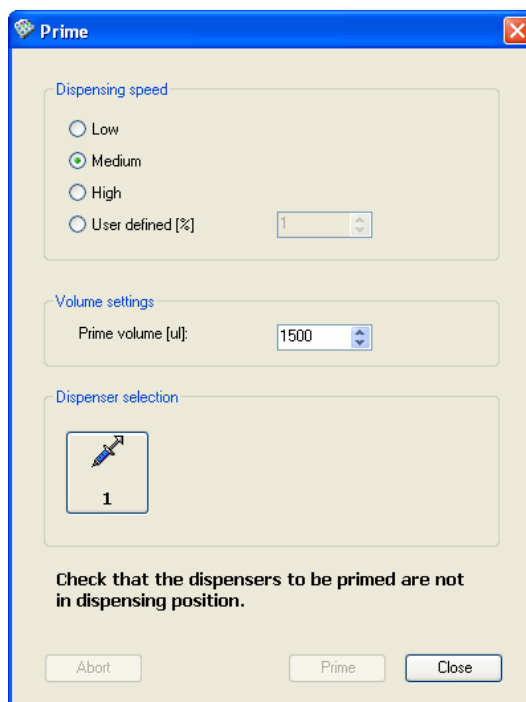 Prime
Dispensing speed
Low
Medium
High
User defined [%]
1
Volume settings
Prime volume [ul]:
1500
Dispenser selection
1
Check that the dispensers to be primed are not
in dispensing position.
Abort
Prime
Close